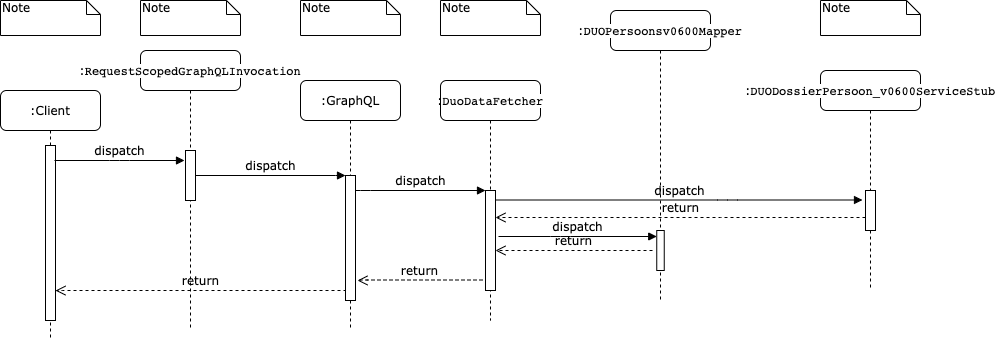 Note
Note
Note
Note
Note
:DUOPersoonsv0600Mapper
:RequestScopedGraphQLInvocation
:Client
:GraphQL
:DuoDataFetcher
:DUODossierPersoon_v0600ServiceStub
dispatch
dispatch
dispatch
dispatch
return
dispatch
return
return
return